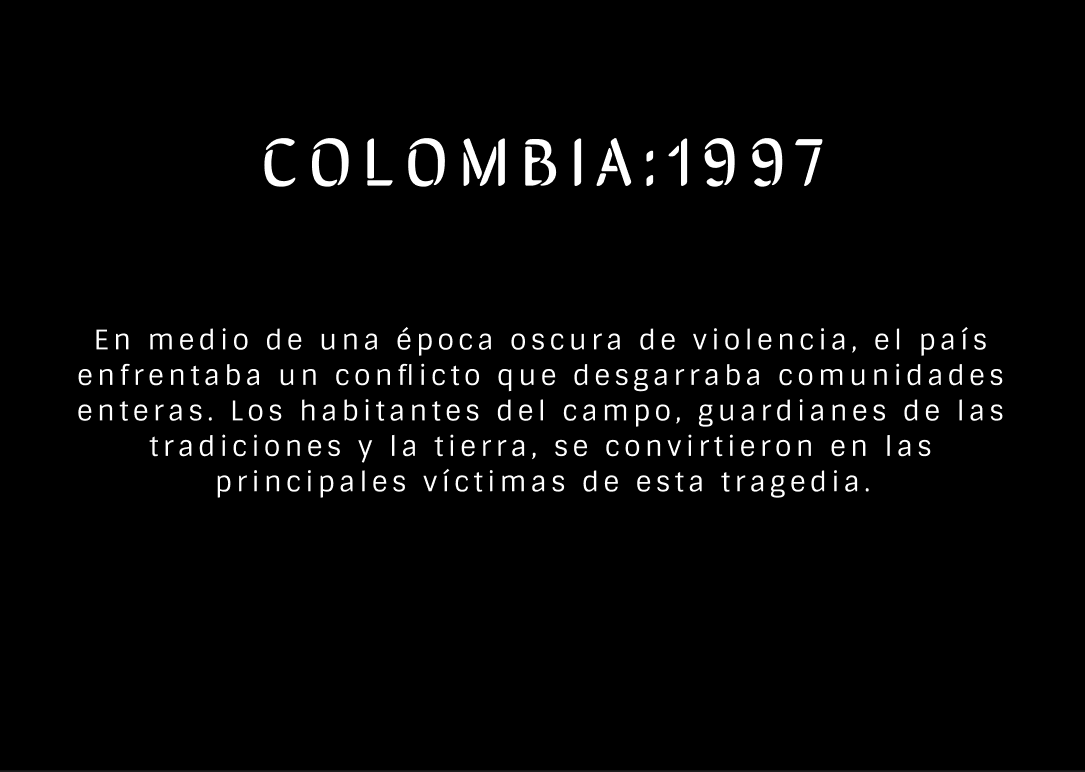 COLOMBIA:1997
En medio de una época oscura de violencia, el país
enfrentaba un conflicto que desgarraba comunidades
enteras. Los habitantes del campo, guardianes de las
tradiciones y la tierra, se convirtieron en las
principales víctimas de esta tragedia.